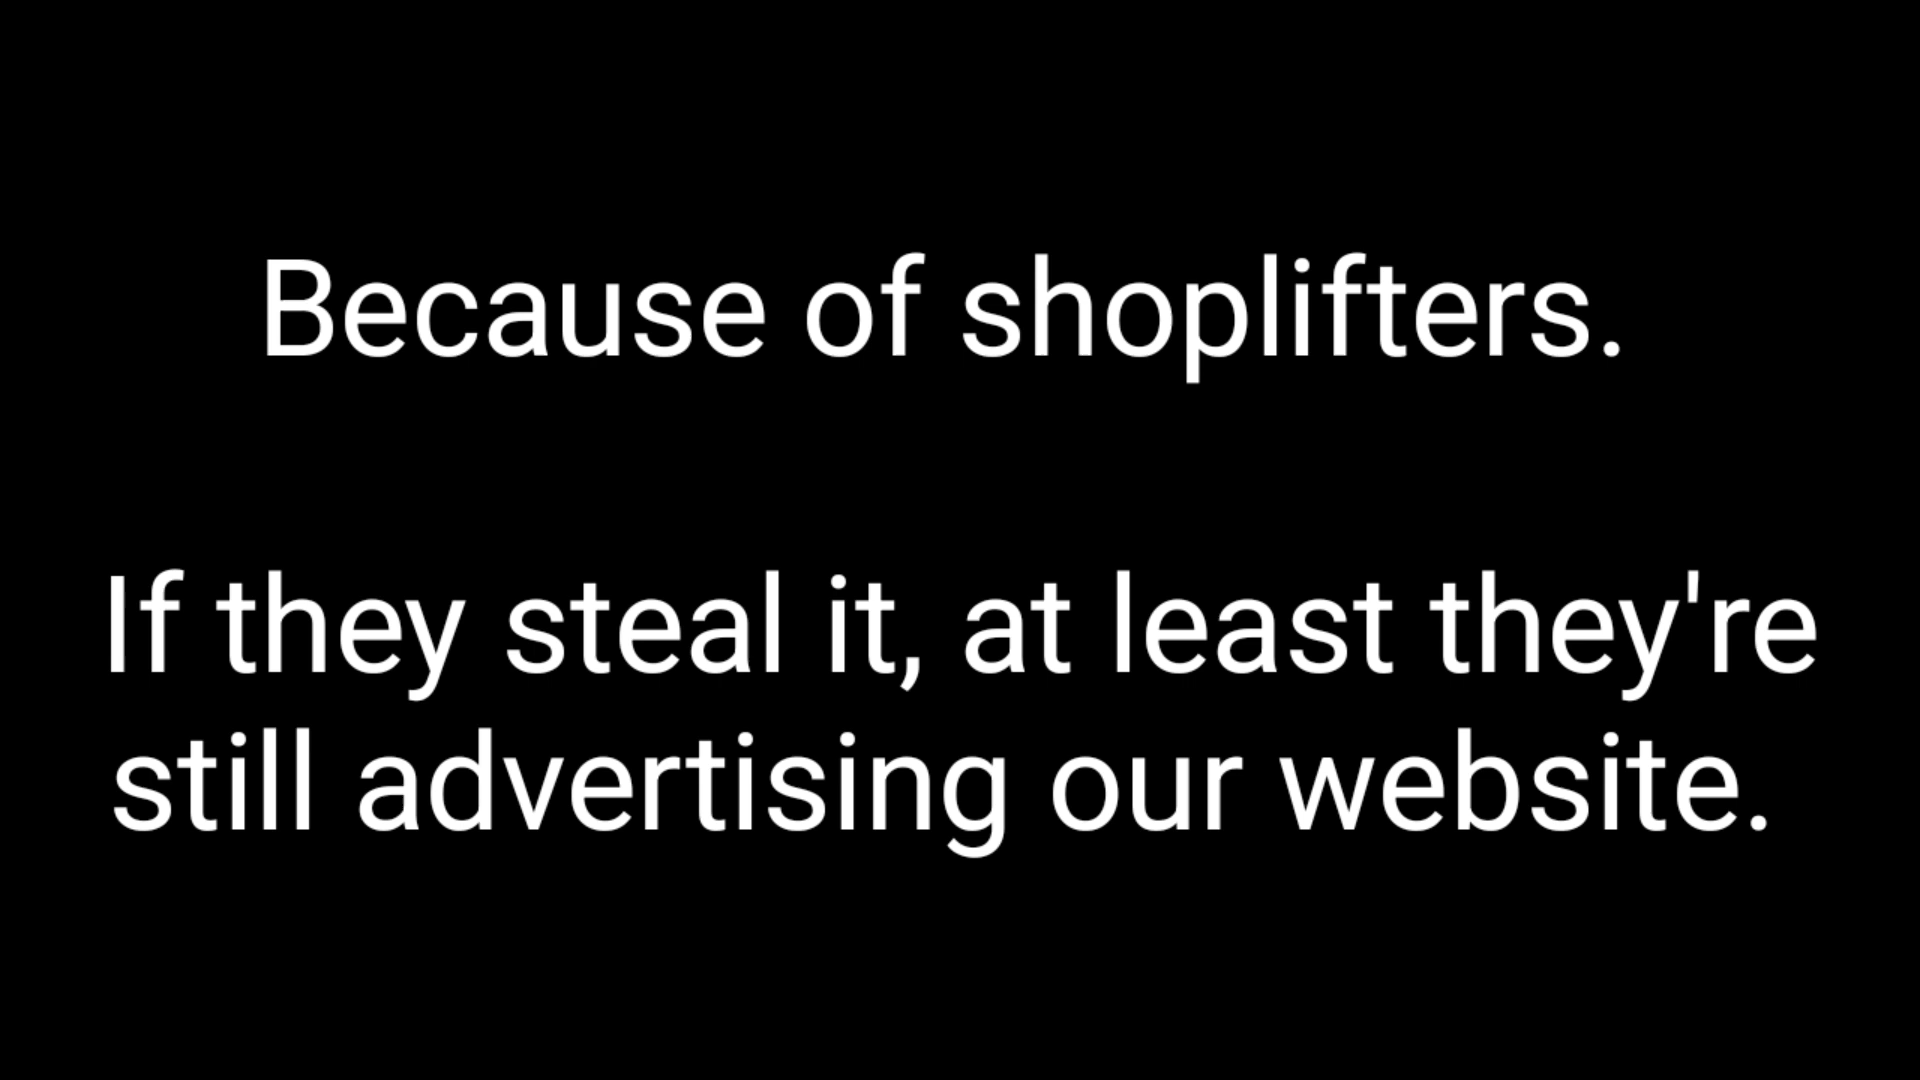 Because of shoplifters.
If they steal it, at least they're
still advertising our website.